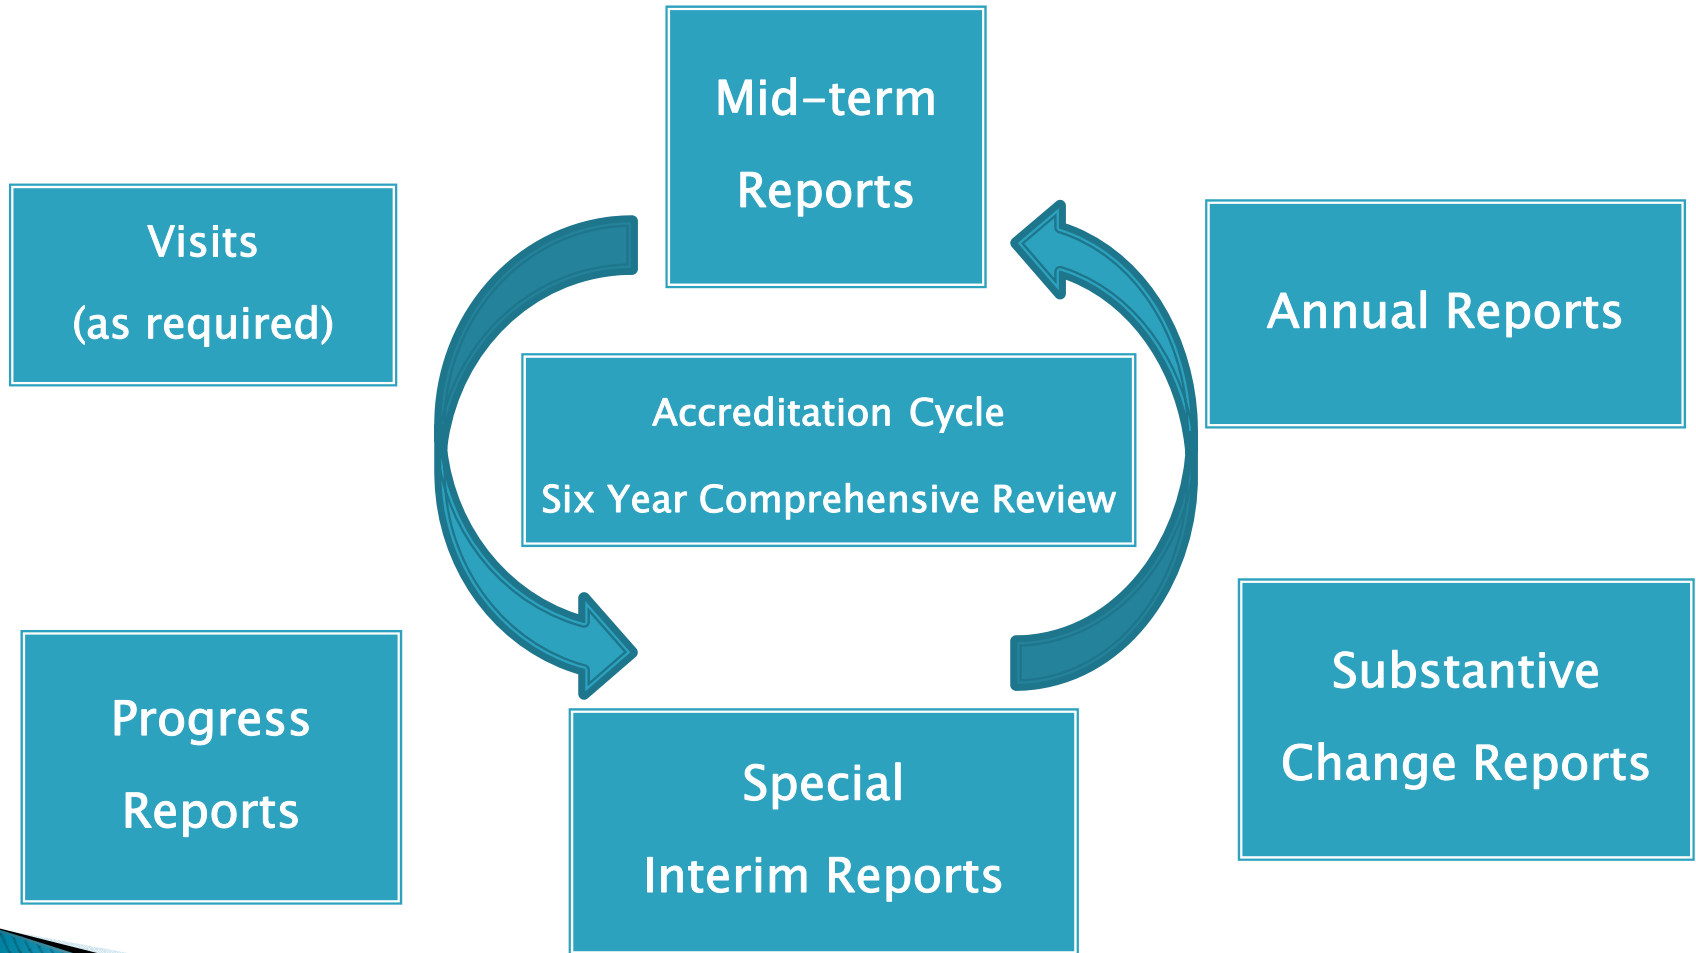 Mid-term
Reports
Visits
(as required)
Annual Reports
Accreditation Cycle
Six Year Comprehensive Review
Progress
Reports
Special
Interim Reports
Substantive
Change Reports